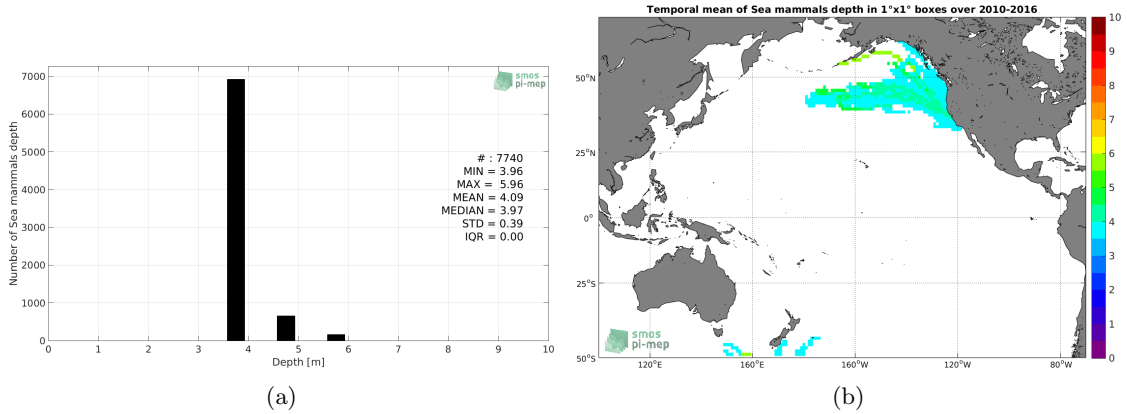 7000
6000
5000
4000
3000
2000
1000
0
Number of Sea mammals depth
0 1 2 3 4 5 6 7 8 9 10
Depth [m]
smos
pi-mep
# : 7740
MIN = 3.96
MAX = 5.96
MEAN = 4.09
MEDIAN = 3.97
STD = 0.39
IQR = 0.00
(a)
Temporal mean of Sea mammals depth in 1°x1° boxes over 2010-2016
50°N
25°N
0°
25°S
50°S
120°E 160°E 160°W 120°W 80°W
smos
pi-mep
10
9
8
7
6
5
4
3
2
1
0
(b)